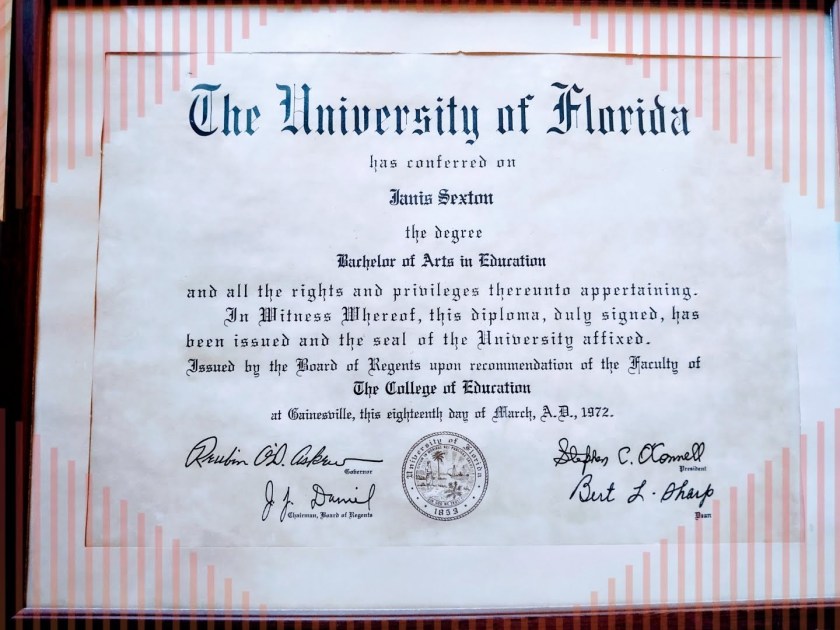 The University of Florida
has conferred on
Janis Sexton
the degree
Bachelor of Arts in Education
and all the rights and privileges thereunto appertaining.
In Witness Whereof, this diploma, duly signed, has
been issued and the seal of the University affixed.
Issued by the Board of Regents upon recommendation of the Faculty of
The College of Education
at Gainesville, this eighteenth day of March, A.D., 1972.
Reubin O'D. Askew
Governor
Stephen C. O'Connell
President
J. J. Daniel
Chairman, Board of Regents
Bert L. Sharp
Dean
University of Florida
1853